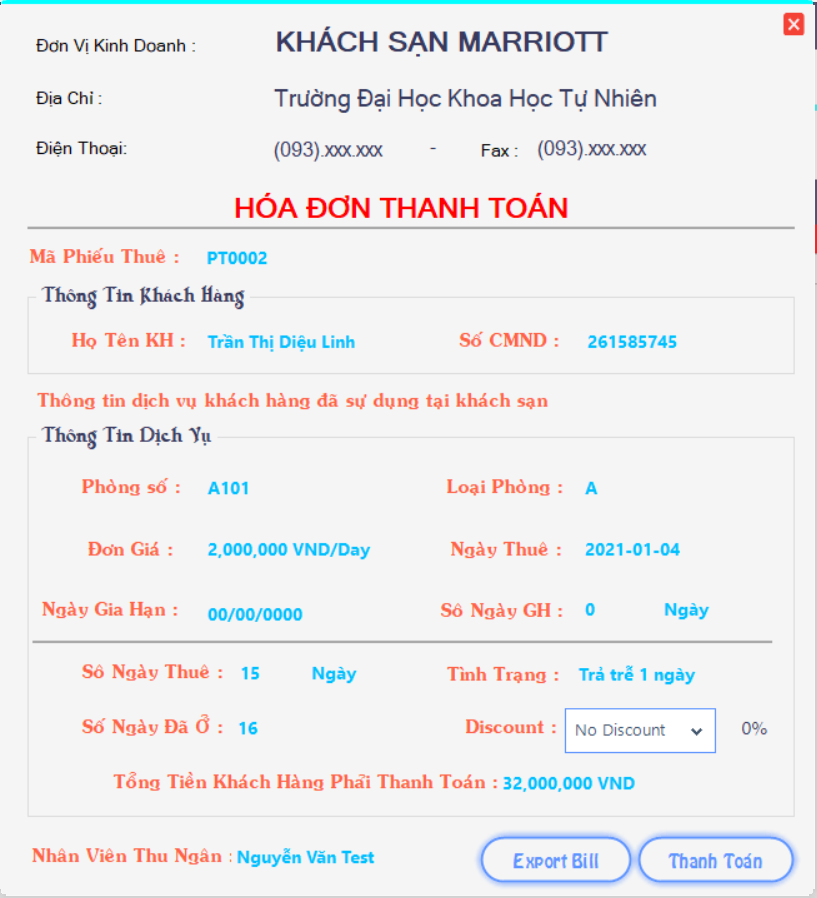 Đơn Vị Kinh Doanh : KHÁCH SẠN MARRIOTT
Địa Chỉ : Trường Đại Học Khoa Học Tự Nhiên
Điện Thoại: (093).xxx.xxx - Fax : (093).xxx.xxx
HÓA ĐƠN THANH TOÁN
Mã Phiếu Thuê : PT0002
Thông Tin Khách Hàng
Họ Tên KH : Trần Thị Diệu Linh Số CMND : 261585745
Thông tin dịch vụ khách hàng đã sự dụng tại khách sạn
Thông Tin Dịch Vụ
Phòng số : A101 Loại Phòng : A
Đơn Giá : 2,000,000 VND/Day Ngày Thuê : 2021-01-04
Ngày Gia Hạn : 00/00/0000 Sô Ngày GH : 0 Ngày
Sô Ngày Thuê : 15 Ngày Tình Trạng : Trả trễ 1 ngày
Số Ngày Đã Ở : 16 Discount : No Discount 0%
Tổng Tiền Khách Hàng Phải Thanh Toán : 32,000,000 VND
Nhân Viên Thu Ngân : Nguyễn Văn Test Export Bill Thanh Toán